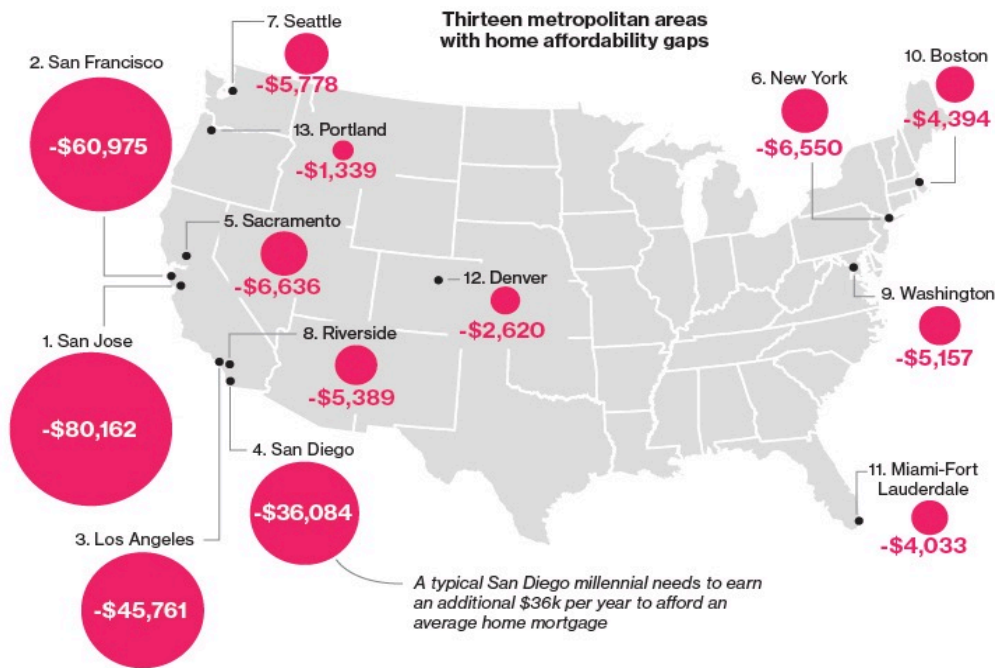 Thirteen metropolitan areas
with home affordability gaps
7. Seattle
-$5,778
2. San Francisco
-$60,975
10. Boston
-$4,394
6. New York
-$6,550
13. Portland
-$1,339
5. Sacramento
-$6,636
12. Denver
-$2,620
9. Washington
-$5,157
8. Riverside
-$5,389
1. San Jose
-$80,162
4. San Diego
-$36,084
11. Miami-Fort
Lauderdale
-$4,033
3. Los Angeles
-$45,761
A typical San Diego millennial needs to earn
an additional $36k per year to afford an
average home mortgage